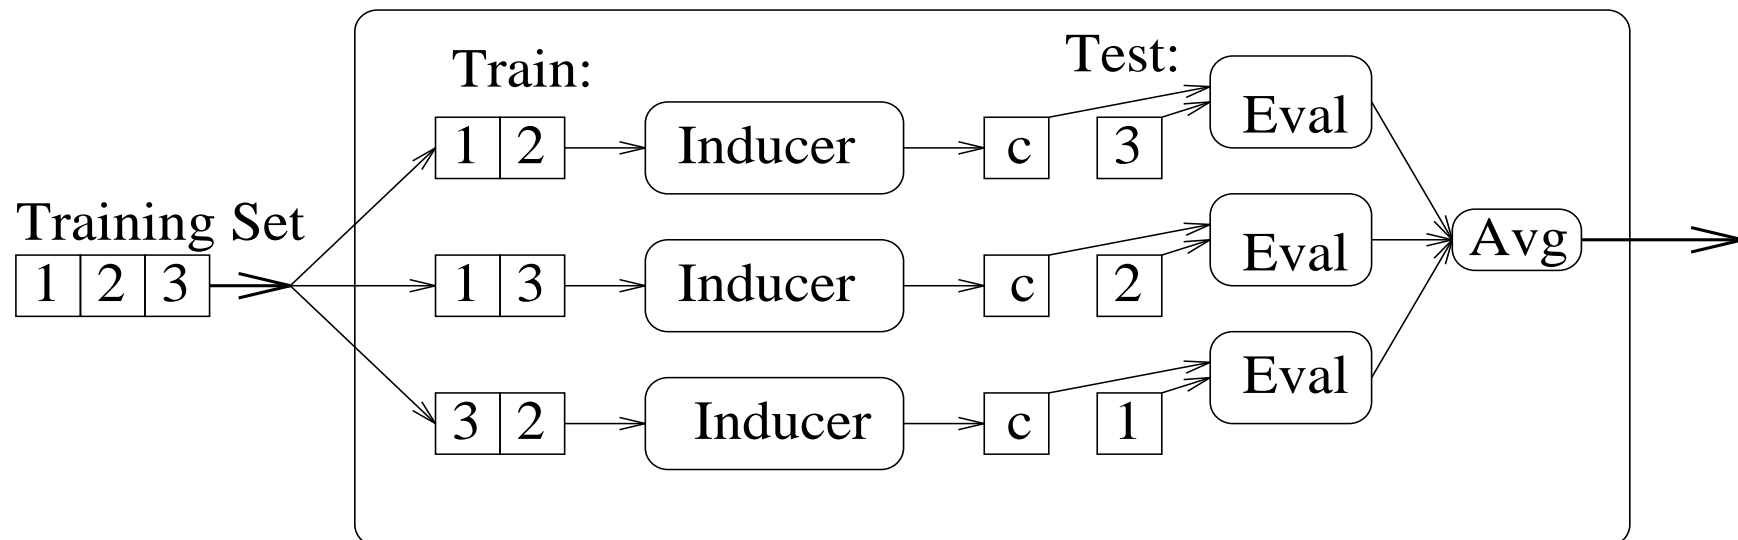 Train:
Test:
1 2 Inducer c 3 Eval
Training Set
1 2 3
1 3 Inducer c 2 Eval
Avg
3 2 Inducer c 1 Eval